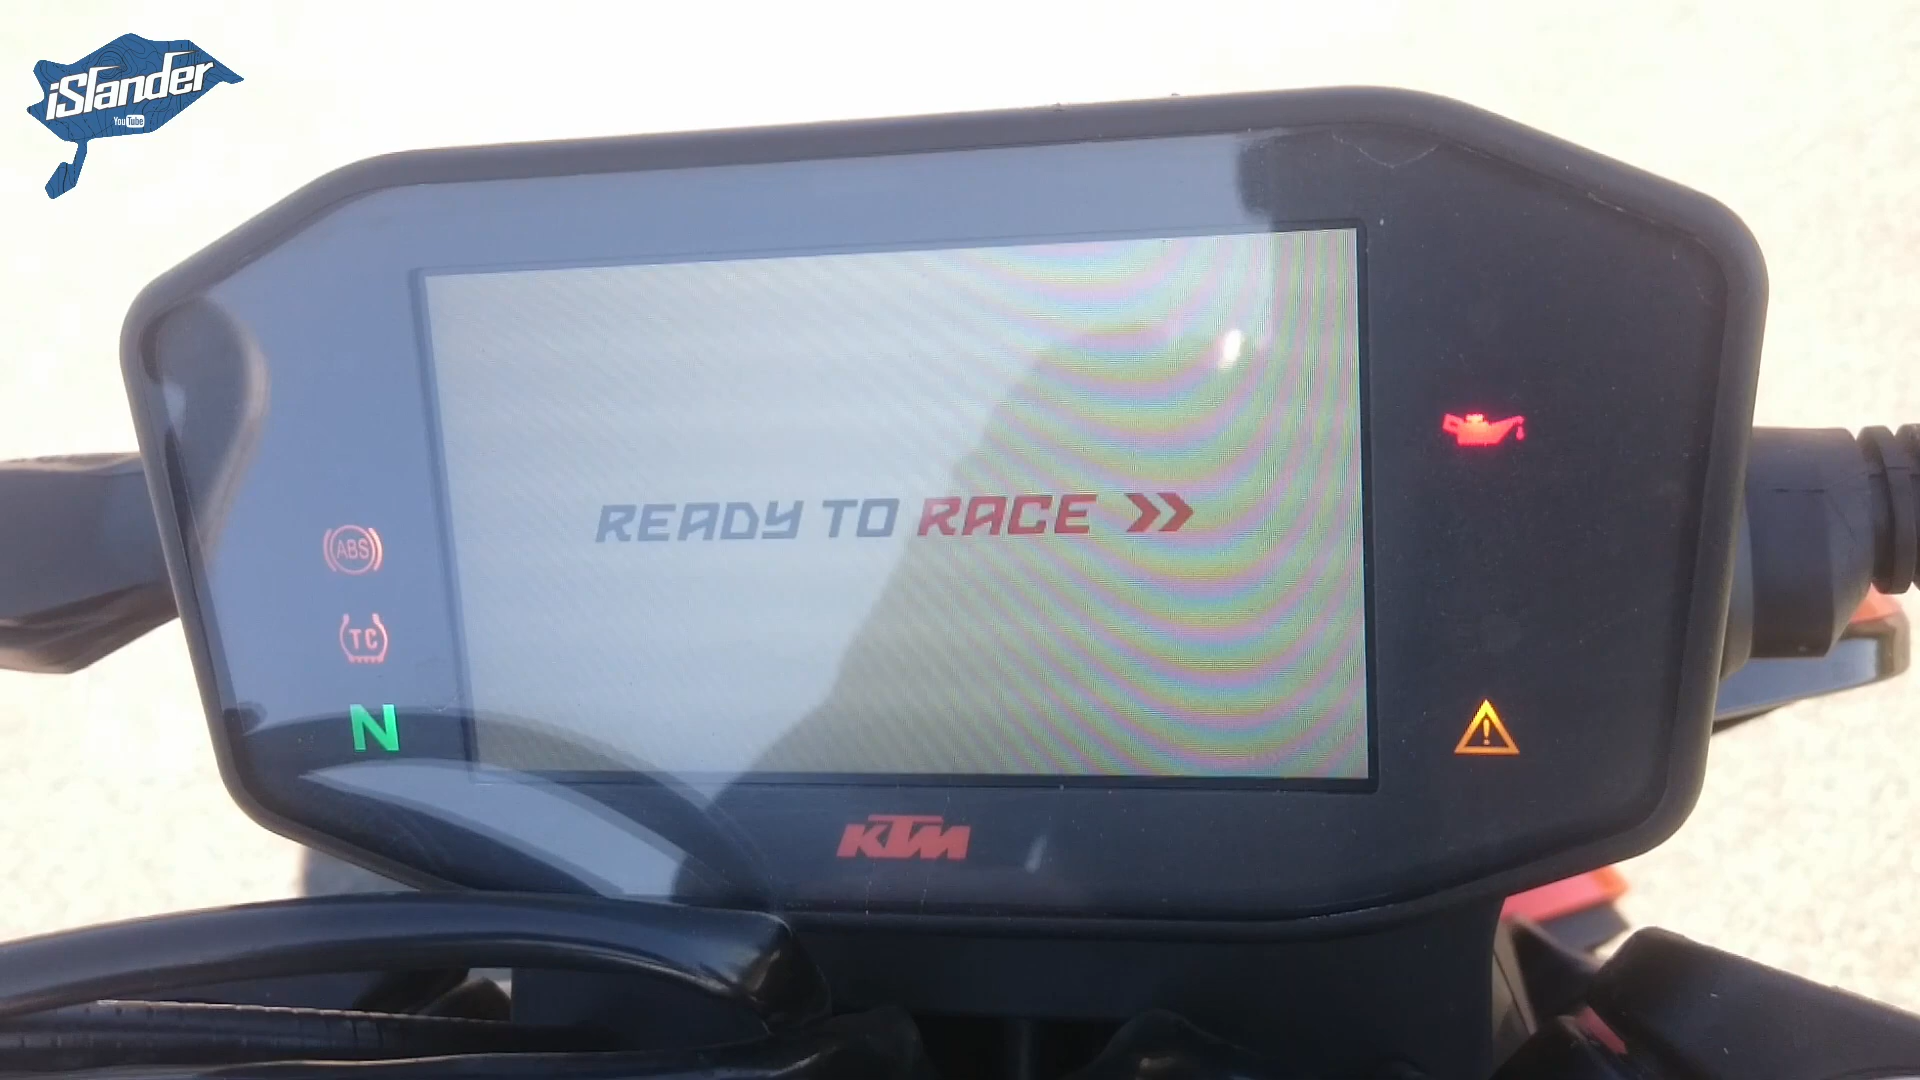 iSlander
YouTube
READY TO RACE
ABS
TC
N
KTM